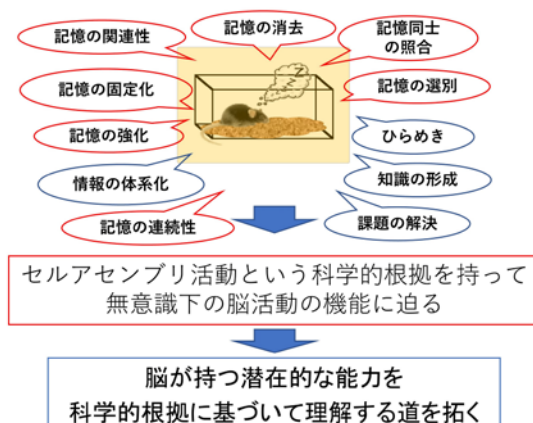 記憶の関連性
記憶の消去
記憶同士
の照合
記憶の固定化
記憶の選別
記憶の強化
ひらめき
情報の体系化
知識の形成
記憶の連続性
課題の解決
セルアセンブリ活動という科学的根拠を持って
無意識下の脳活動の機能に迫る
脳が持つ潜在的な能力を
科学的根拠に基づいて理解する道を拓く